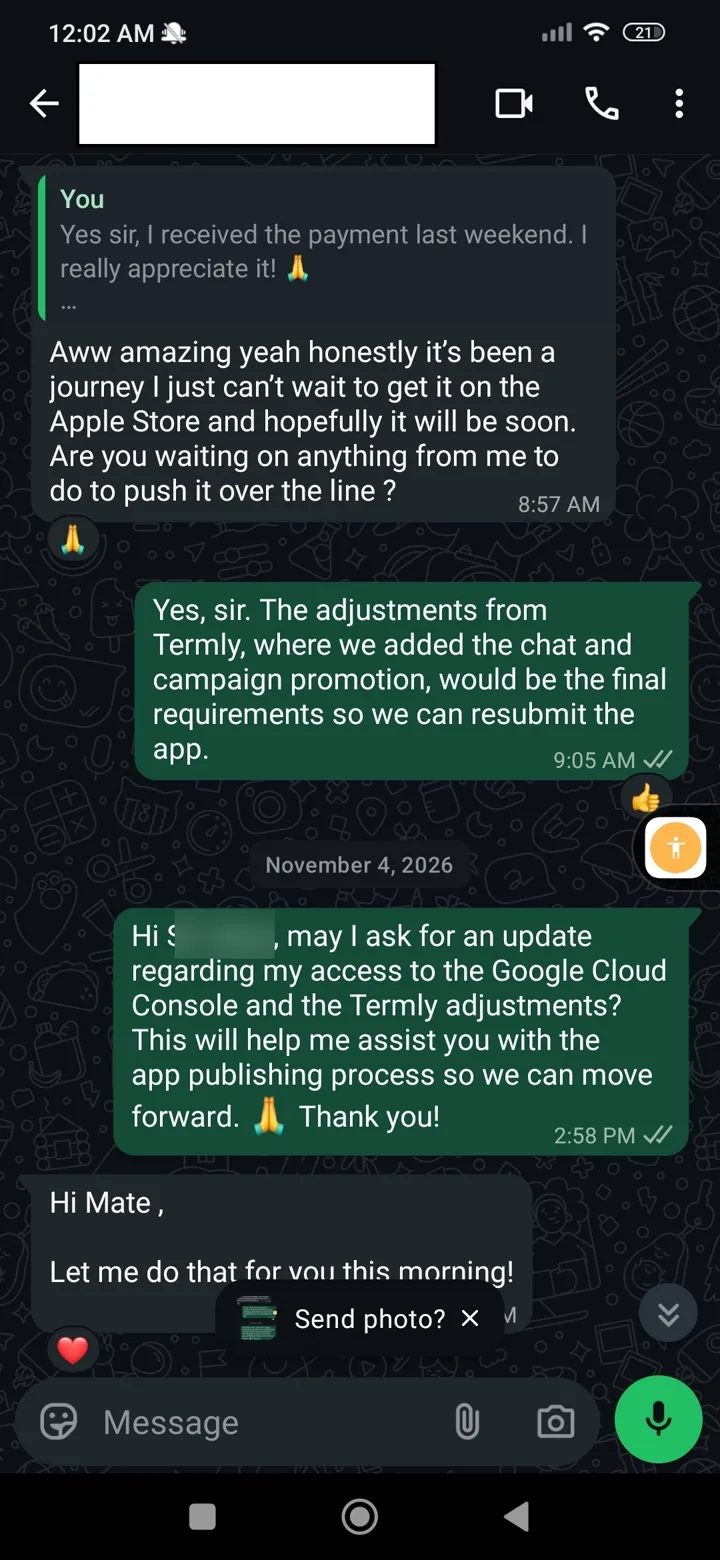 12:02 AM
21
You
Yes sir, I received the payment last weekend. I
really appreciate it! 🙏
...
Aww amazing yeah honestly it’s been a
journey I just can’t wait to get it on the
Apple Store and hopefully it will be soon.
Are you waiting on anything from me to
do to push it over the line ?
8:57 AM
Yes, sir. The adjustments from
Termly, where we added the chat and
campaign promotion, would be the final
requirements so we can resubmit the
app.
9:05 AM
November 4, 2026
Hi S , may I ask for an update
regarding my access to the Google Cloud
Console and the Termly adjustments?
This will help me assist you with the
app publishing process so we can move
forward. 🙏 Thank you!
2:58 PM
Hi Mate ,
Let me do that for you this morning!
Send photo?
M
Message